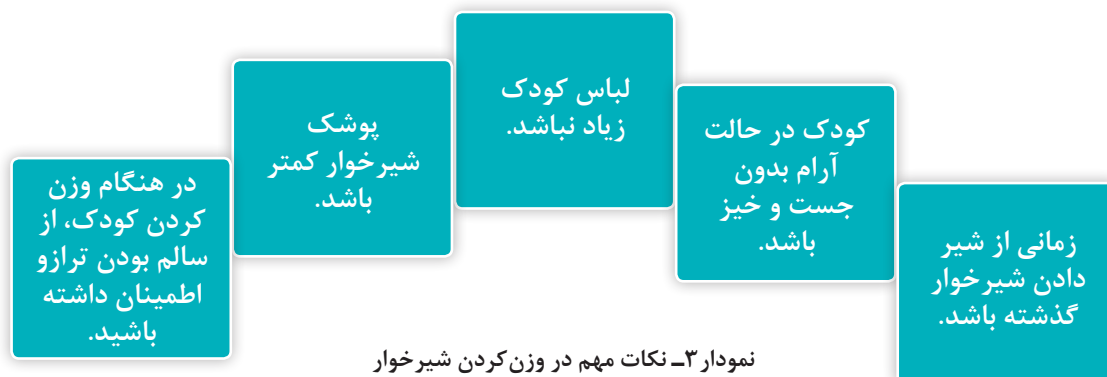 زمانی از شیر
دادن شیرخوار
گذشته باشد.
کودک در حالت
آرام بدون
جست و خیز
باشد.
لباس کودک
زیاد نباشد.
پوشک
شیرخوار کمتر
باشد.
در هنگام وزن
کردن کودک، از
سالم بودن ترازو
اطمینان داشته
باشید.
نمودار ۳ــ نکات مهم در وزن‌کردن شیرخوار